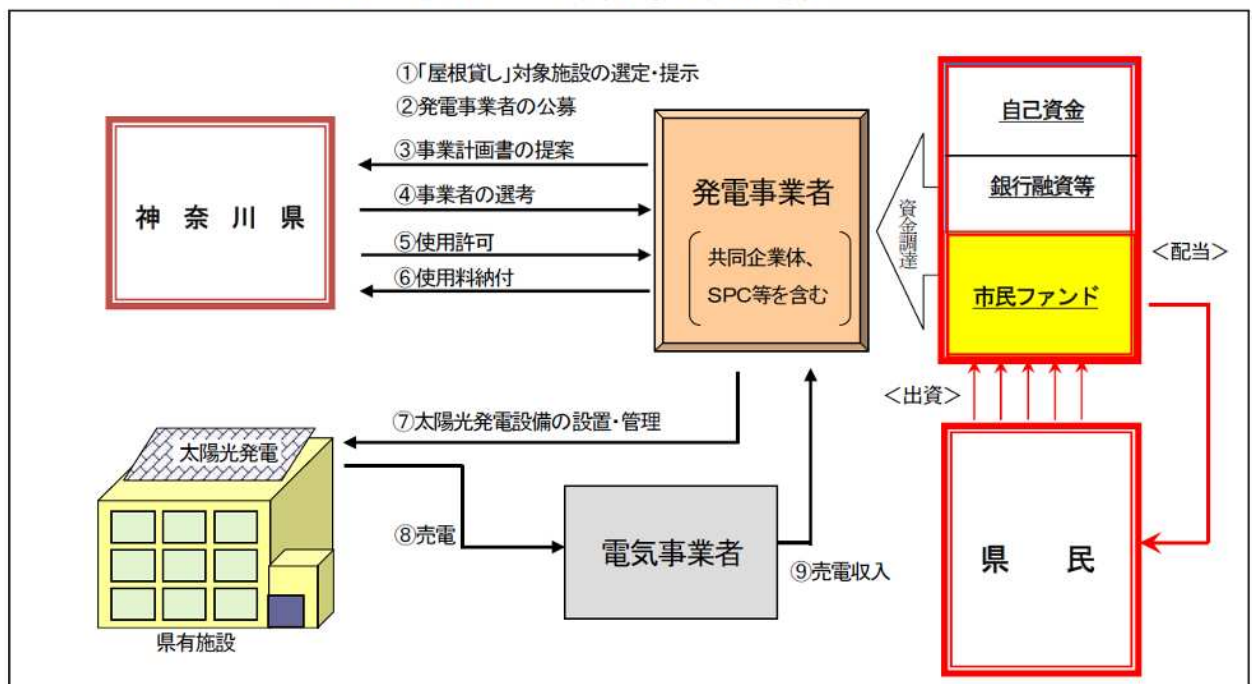 ①「屋根貸し」対象施設の選定・提示
②発電事業者の公募
③事業計画書の提案
④事業者の選考
⑤使用許可
⑥使用料納付
神 奈 川 県
発電事業者
共同企業体、
SPC等を含む
資金調達
自己資金
銀行融資等
市民ファンド
＜配当＞
＜出資＞
県 民
⑦太陽光発電設備の設置・管理
太陽光発電
⑧売電
電気事業者
⑨売電収入
県有施設